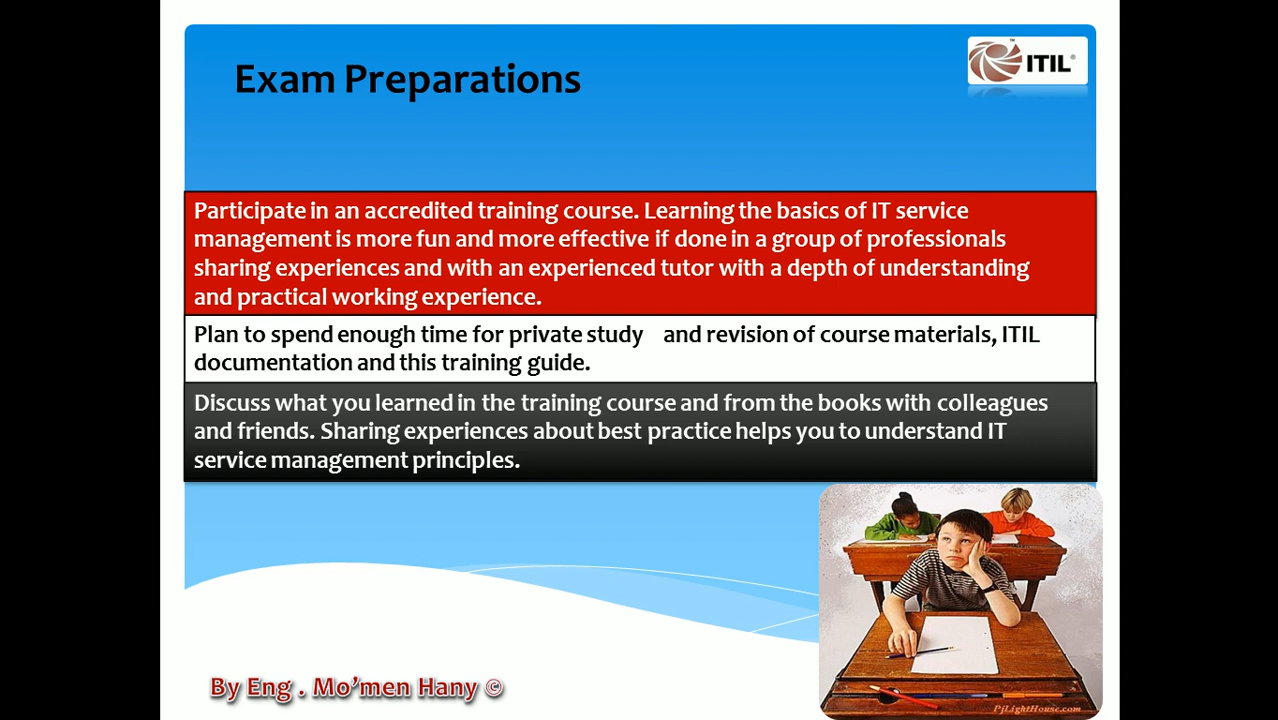 Exam Preparations
ITIL®
Participate in an accredited training course. Learning the basics of IT service
management is more fun and more effective if done in a group of professionals
sharing experiences and with an experienced tutor with a depth of understanding
and practical working experience.
Plan to spend enough time for private study and revision of course materials, ITIL
documentation and this training guide.
Discuss what you learned in the training course and from the books with colleagues
and friends. Sharing experiences about best practice helps you to understand IT
service management principles.
By Eng . Mo’men Hany ©
PjLightHouse.com